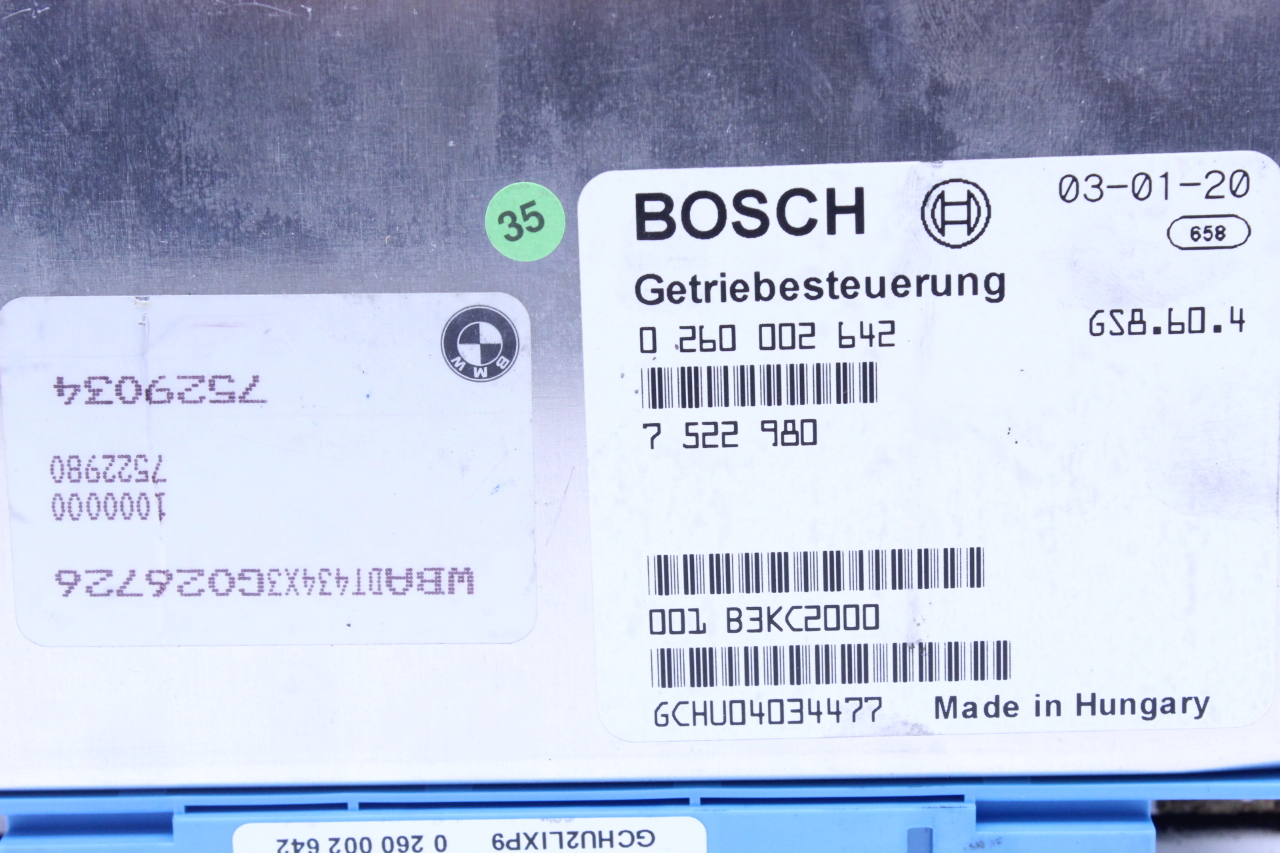 35
BOSCH
03-01-20
658
Getriebesteuerung
0 260 002 642
GS8.60.4
7 522 980
001 B3KC2000
GCHU04034477
Made in Hungary
BMW
WBADT434X3G026726
1000000
7522980
7529034
GCHU2LIXP9 0 260 002 642